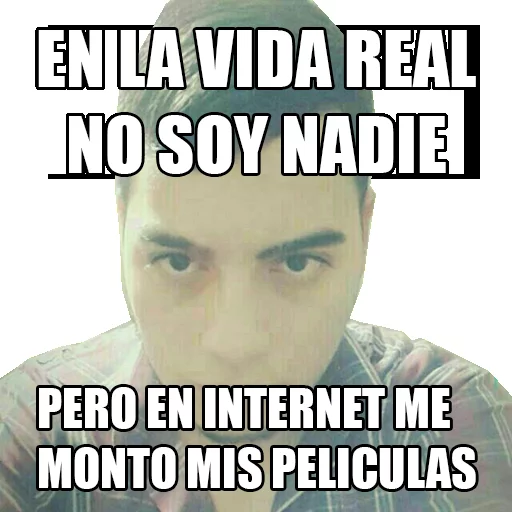 EN LA VIDA REAL
NO SOY NADIE
PERO EN INTERNET ME
MONTO MIS PELICULAS